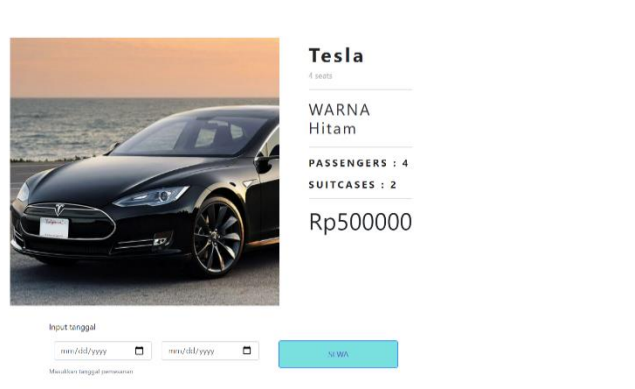 Tesla
4 seats
WARNA
Hitam
PASSENGERS : 4
SUITCASES : 2
Rp500000
Input tanggal
mm/dd/yyyy mm/dd/yyyy SEWA
Masukkan tanggal pemesanan